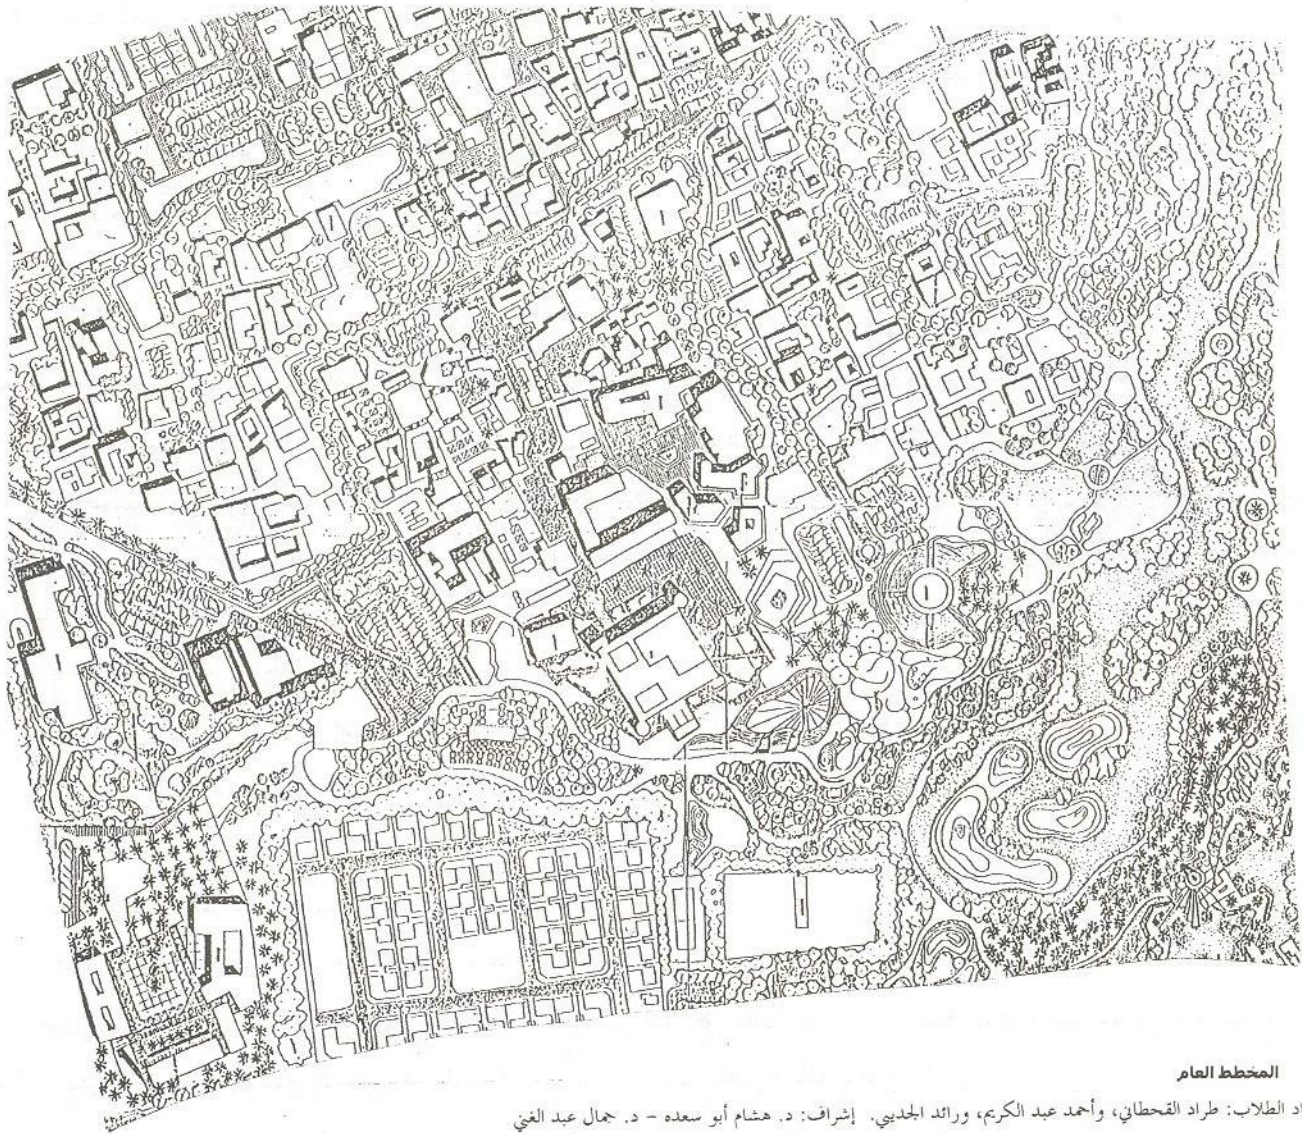 المخطط العام
اد الطلاب: طراد القحطاني، وأحمد عبد الكريم، ورائد الجديبي. إشراف: د. هشام أبو سعده - د. جمال عبد الغني